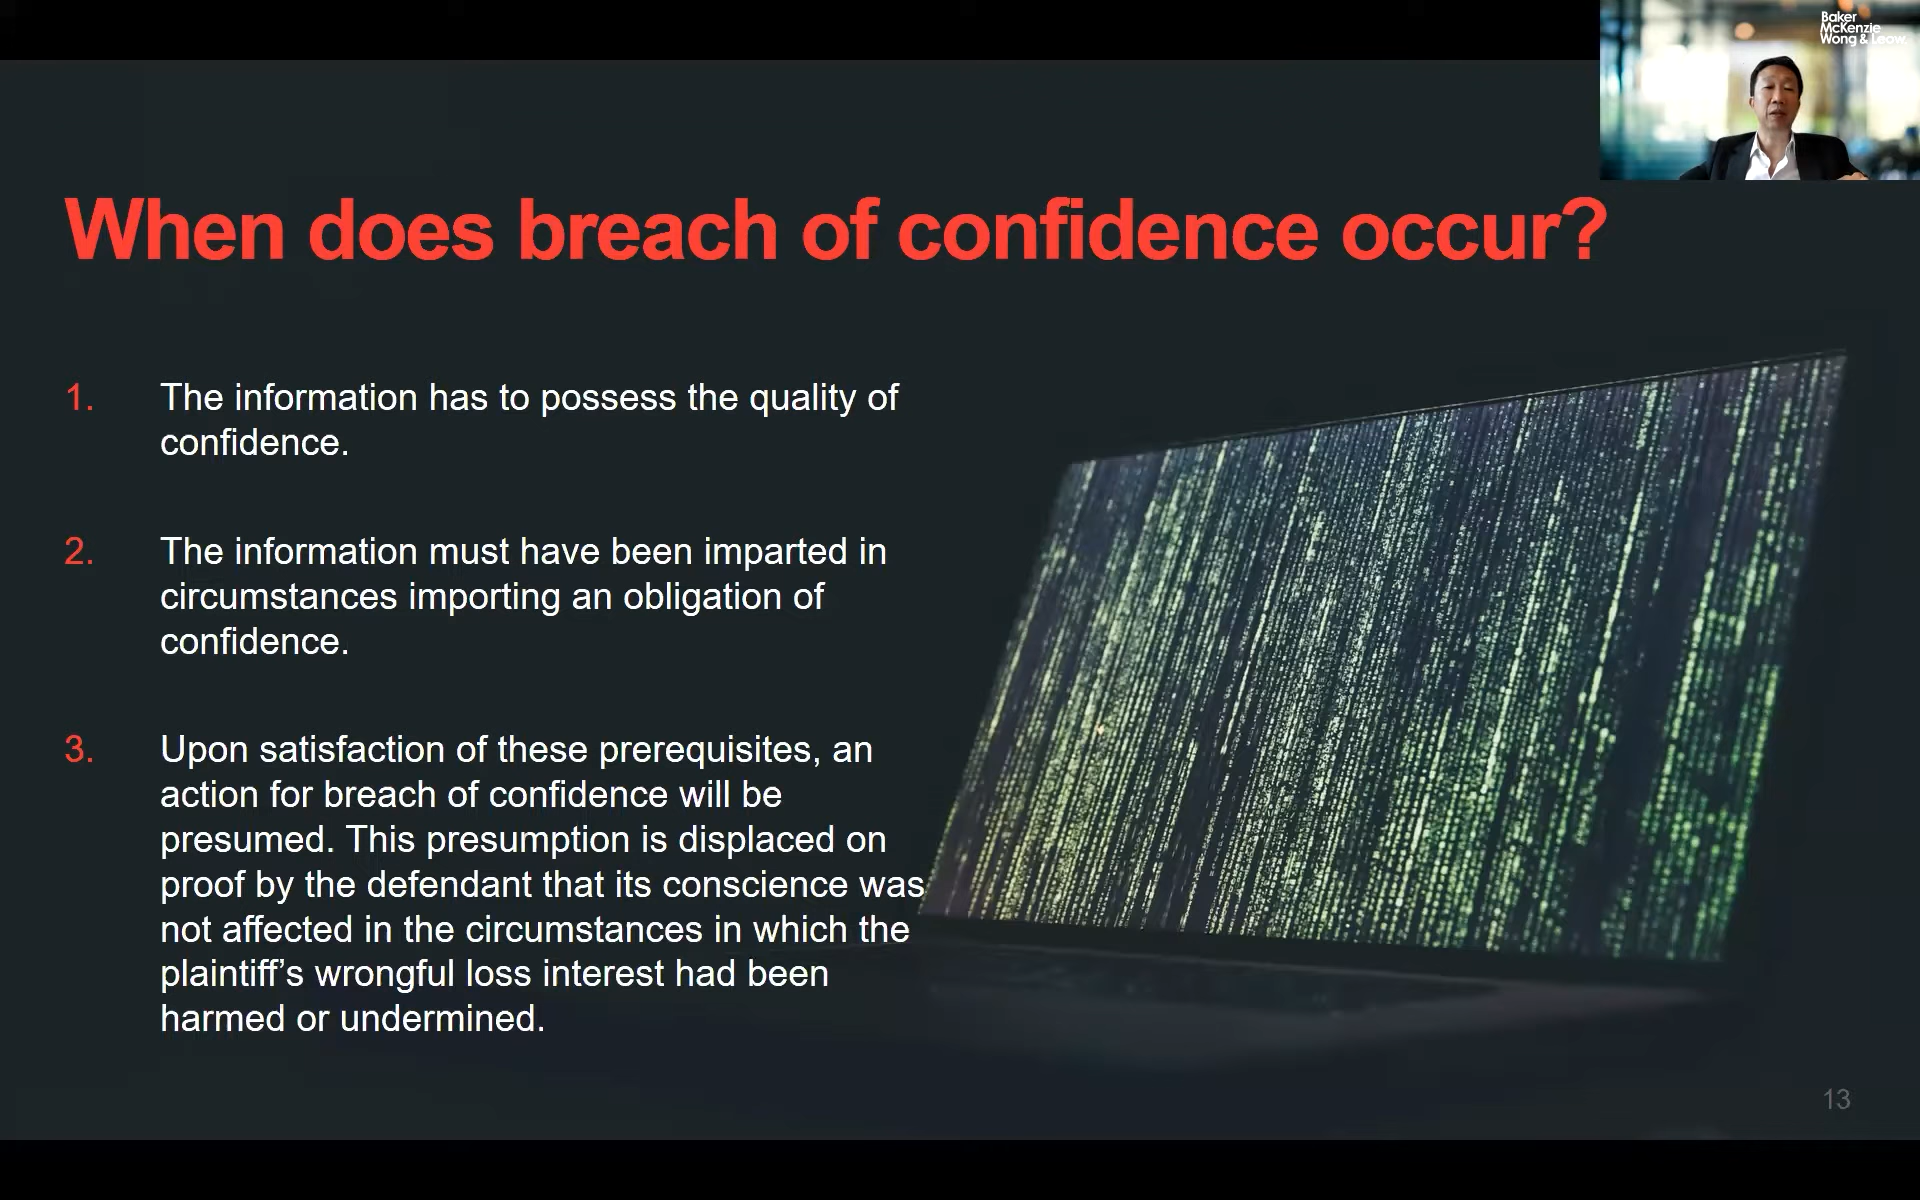 Baker
McKenzie
Wong & Leow
When does breach of confidence occur?
1. The information has to possess the quality of
confidence.
2. The information must have been imparted in
circumstances importing an obligation of
confidence.
3. Upon satisfaction of these prerequisites, an
action for breach of confidence will be
presumed. This presumption is displaced on
proof by the defendant that its conscience was
not affected in the circumstances in which the
plaintiff’s wrongful loss interest had been
harmed or undermined.
13